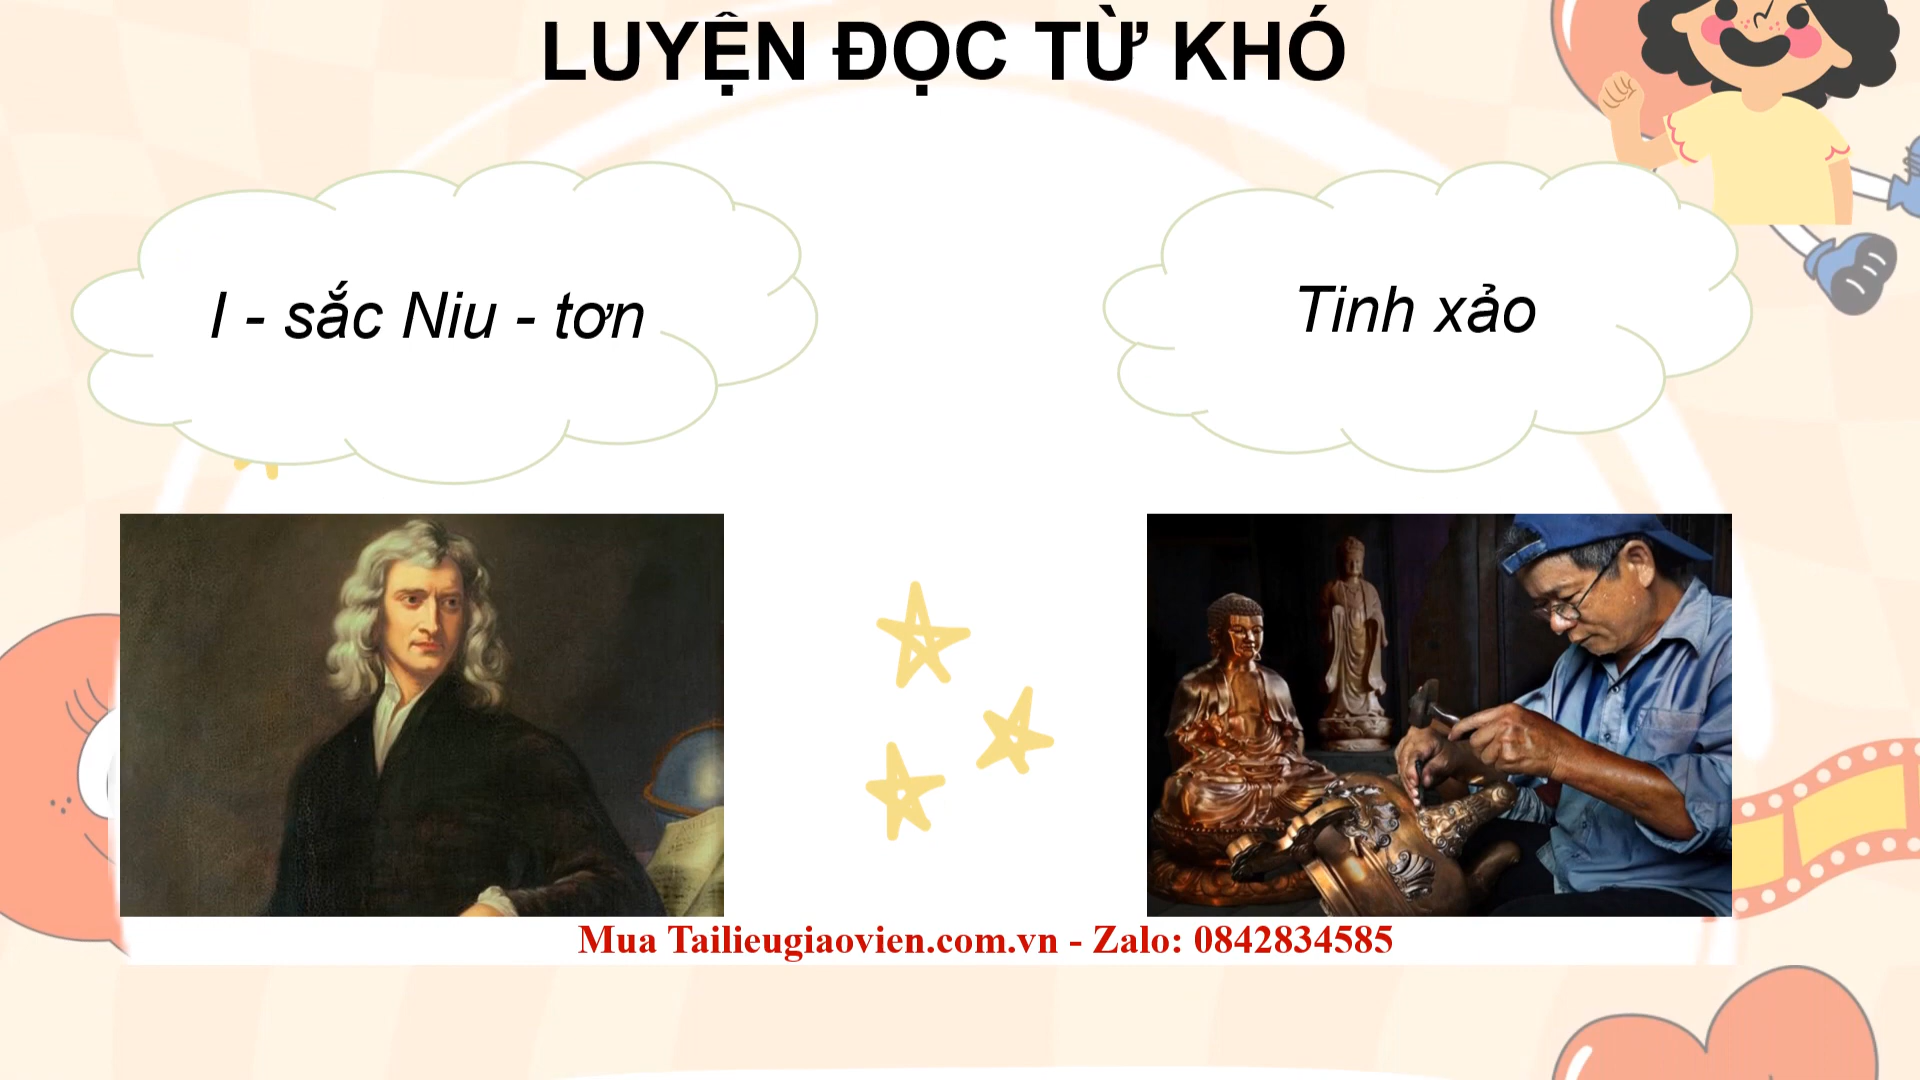 LUYỆN ĐỌC TỪ KHÓ
I - sắc Niu - tơn
Tinh xảo
Mua Tailieugiaovien.com.vn - Zalo: 0842834585